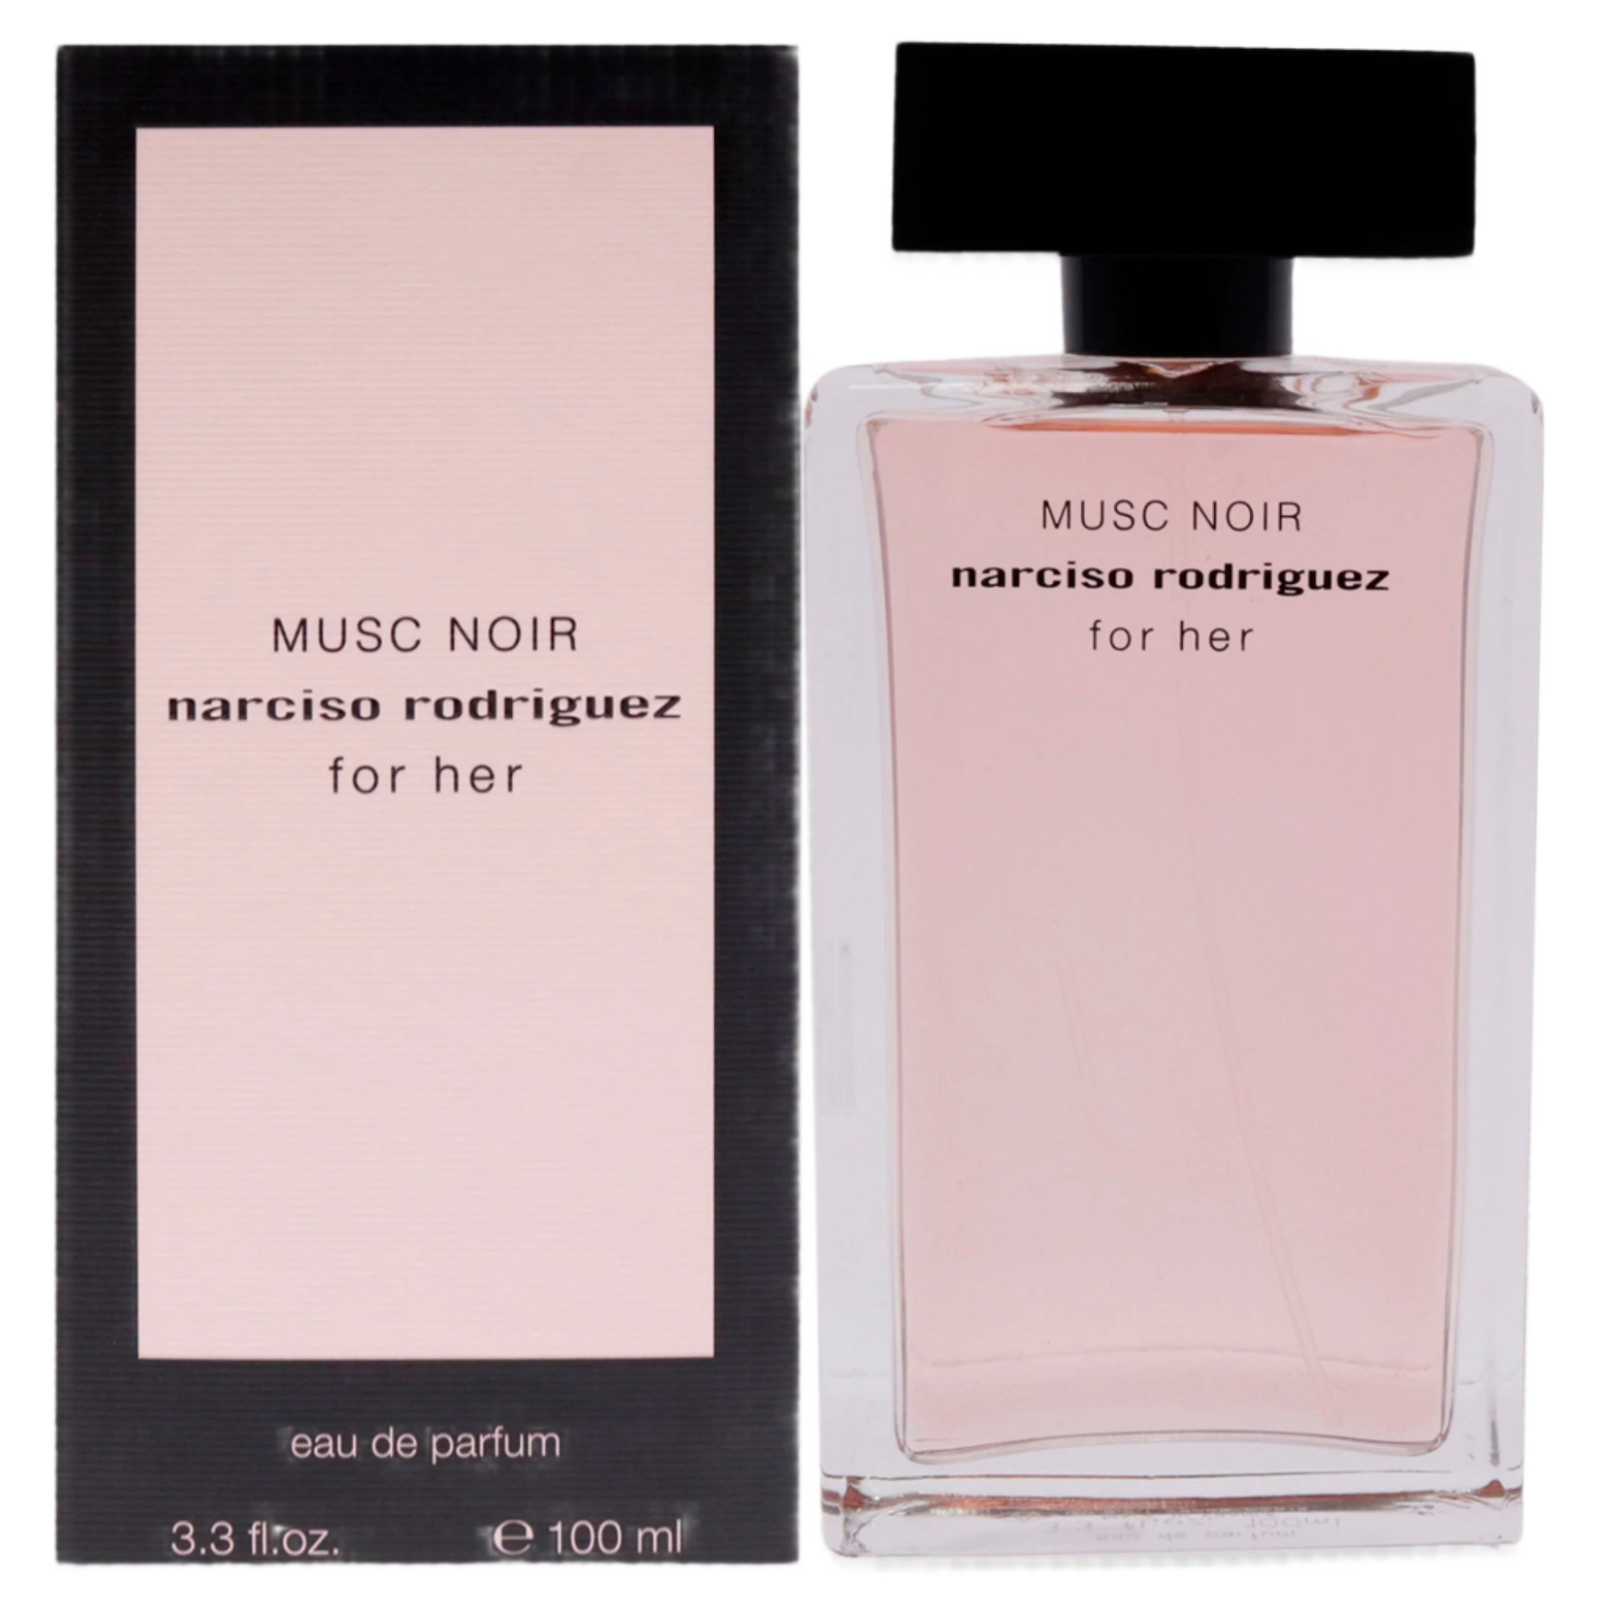 MUSC NOIR
narciso rodriguez
for her
eau de parfum
3.3 fl.oz. ℮ 100 ml
MUSC NOIR
narciso rodriguez
for her